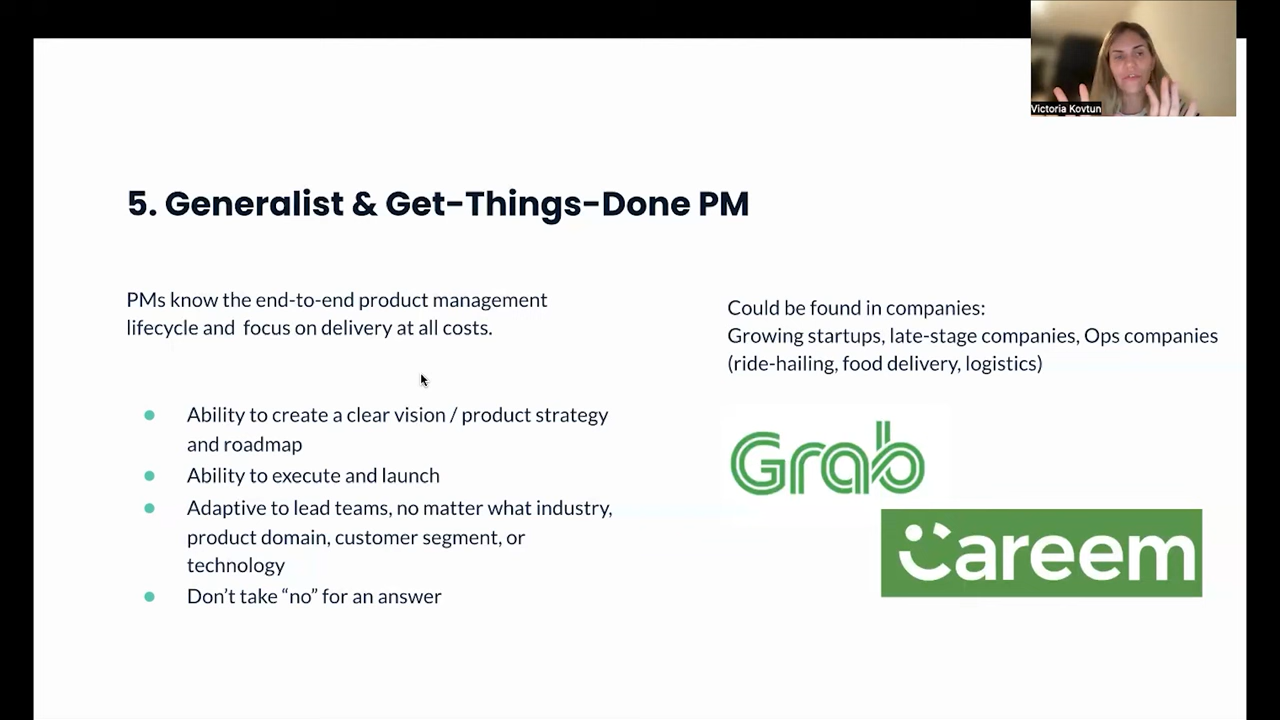 Victoria Kovtun
5. Generalist & Get-Things-Done PM
PMs know the end-to-end product management
lifecycle and focus on delivery at all costs.
Ability to create a clear vision / product strategy
and roadmap
Ability to execute and launch
Adaptive to lead teams, no matter what industry,
product domain, customer segment, or
technology
Don’t take “no” for an answer
Could be found in companies:
Growing startups, late-stage companies, Ops companies
(ride-hailing, food delivery, logistics)
Grab
Careem